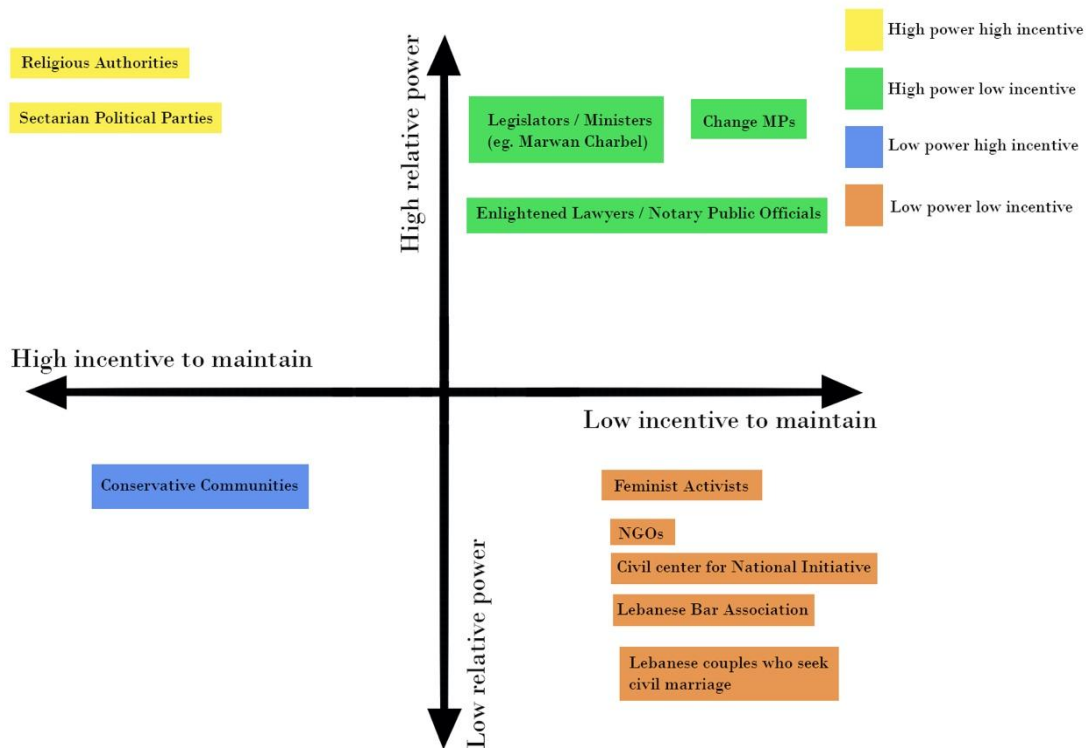 High power high incentive
Religious Authorities
High power low incentive
Sectarian Political Parties
Legislators / Ministers
(eg. Marwan Charbel)
Change MPs
Low power high incentive
Enlightened Lawyers / Notary Public Officials
Low power low incentive
High relative power
High incentive to maintain
Low incentive to maintain
Conservative Communities
Feminist Activists
NGOs
Civil center for National Initiative
Lebanese Bar Association
Lebanese couples who seek
civil marriage
Low relative power